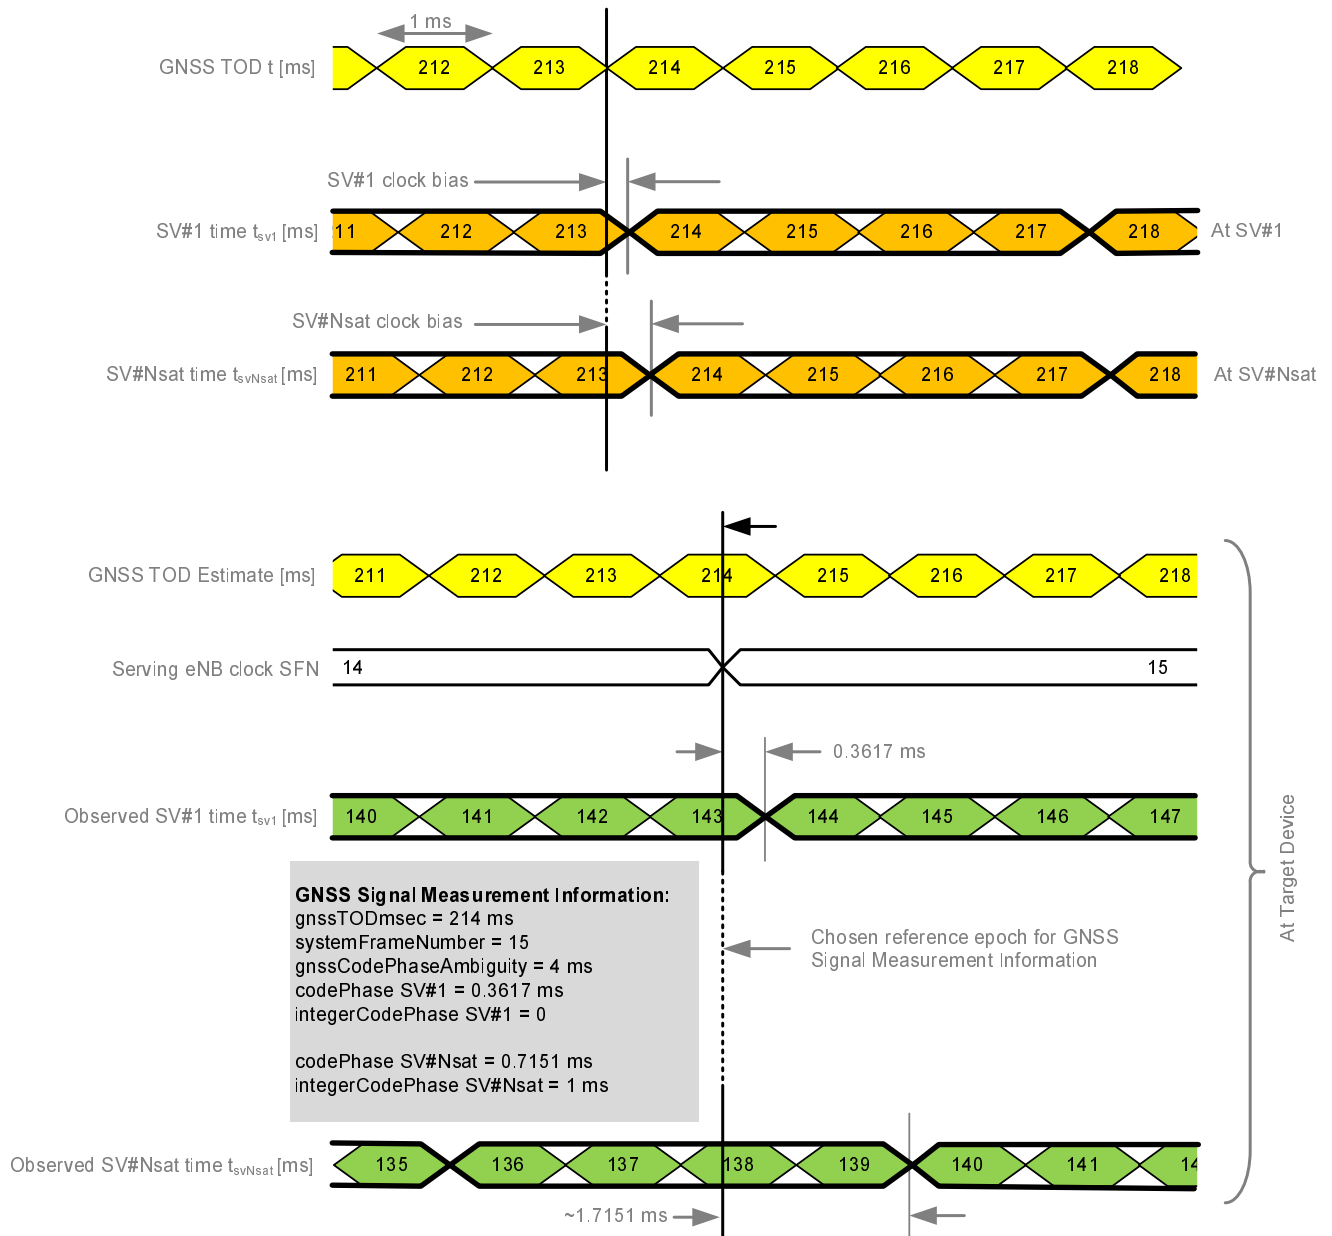 1 ms
GNSS TOD t [ms] 212 213 214 215 216 217 218
SV#1 clock bias
SV#1 time tsv1 [ms] 11 212 213 214 215 216 217 218 At SV#1
SV#Nsat clock bias
SV#Nsat time tsvNsat [ms] 211 212 213 214 215 216 217 218 At SV#Nsat
GNSS TOD Estimate [ms] 211 212 213 214 215 216 217 218
Serving eNB clock SFN 14 15
0.3617 ms
Observed SV#1 time tsv1 [ms] 140 141 142 143 144 145 146 147
At Target Device
GNSS Signal Measurement Information:
gnssTODmsec = 214 ms
systemFrameNumber = 15
gnssCodePhaseAmbiguity = 4 ms
codePhase SV#1 = 0.3617 ms
integerCodePhase SV#1 = 0
codePhase SV#Nsat = 0.7151 ms
integerCodePhase SV#Nsat = 1 ms
Chosen reference epoch for GNSS
Signal Measurement Information
Observed SV#Nsat time tsvNsat [ms] 135 136 137 138 139 140 141 14
~1.7151 ms